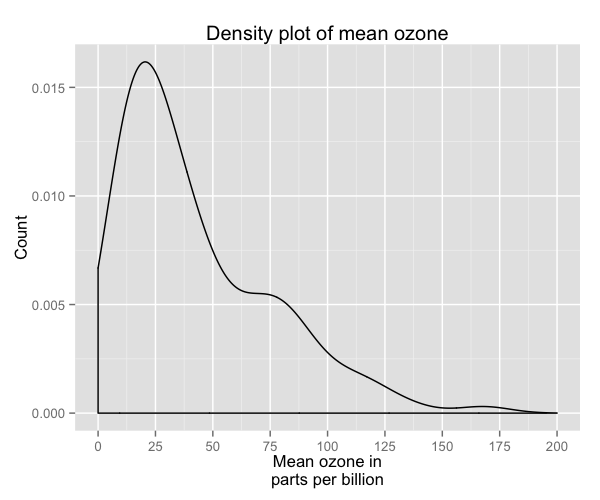 Density plot of mean ozone
0.015
0.010
0.005
0.000
Count
0 25 50 75 100 125 150 175 200
Mean ozone in
parts per billion